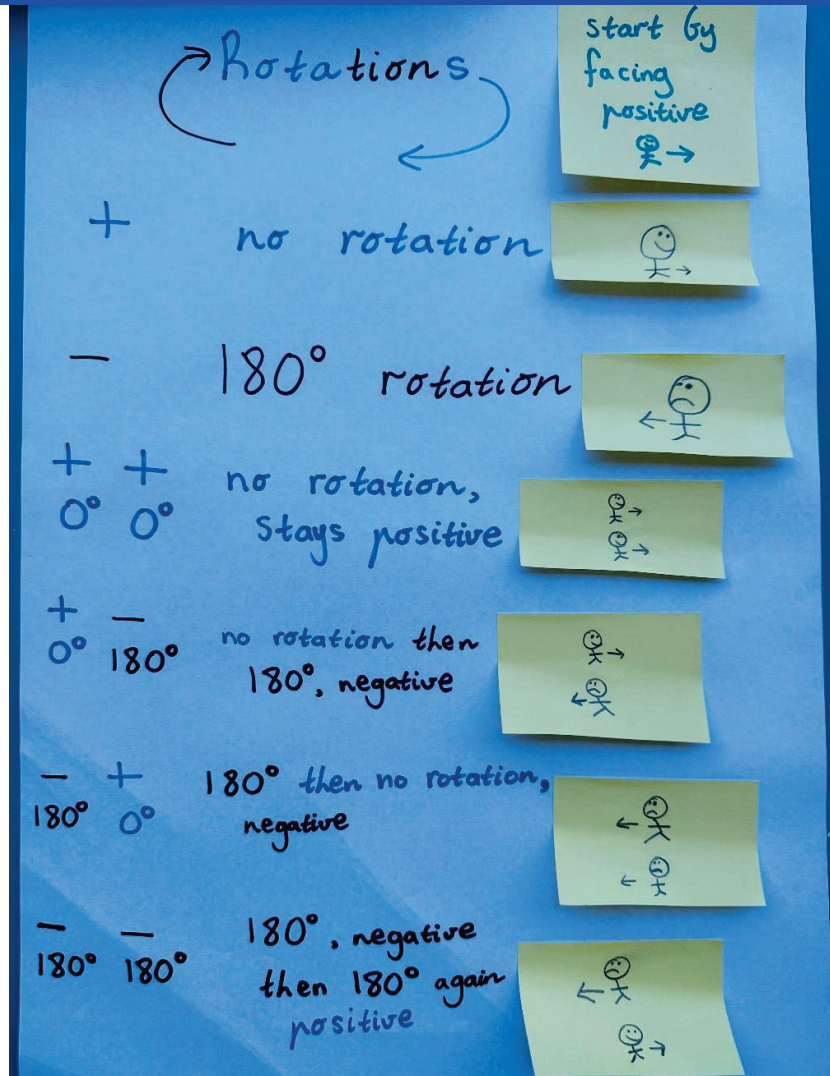 Rotations
start by
facing
positive
+ no rotation
− 180° rotation
+ + no rotation,
0° 0° stays positive
+ −
0° 180° no rotation then
180°, negative
− + 180° then no rotation,
180° 0° negative
− − 180°, negative
180° 180° then 180° again
positive